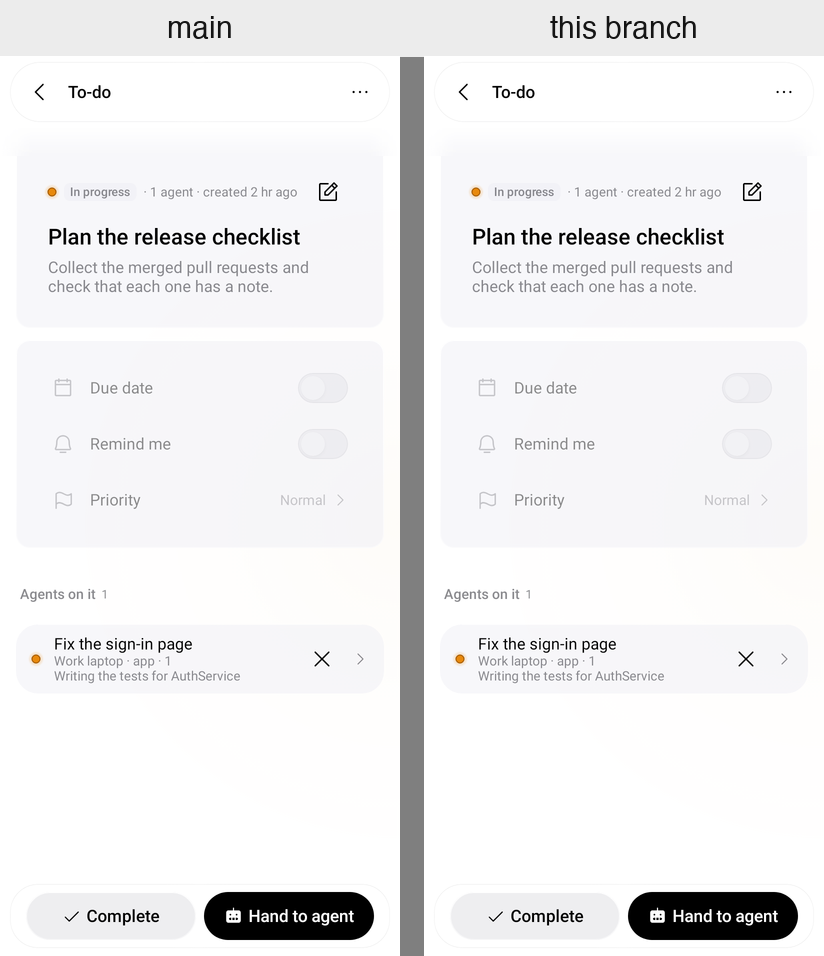 main
this branch
To-do
In progress · 1 agent · created 2 hr ago
Plan the release checklist
Collect the merged pull requests and
check that each one has a note.
Due date
Remind me
Priority Normal
Agents on it 1
Fix the sign-in page
Work laptop · app · 1
Writing the tests for AuthService
Complete
Hand to agent
To-do
In progress · 1 agent · created 2 hr ago
Plan the release checklist
Collect the merged pull requests and
check that each one has a note.
Due date
Remind me
Priority Normal
Agents on it 1
Fix the sign-in page
Work laptop · app · 1
Writing the tests for AuthService
Complete
Hand to agent